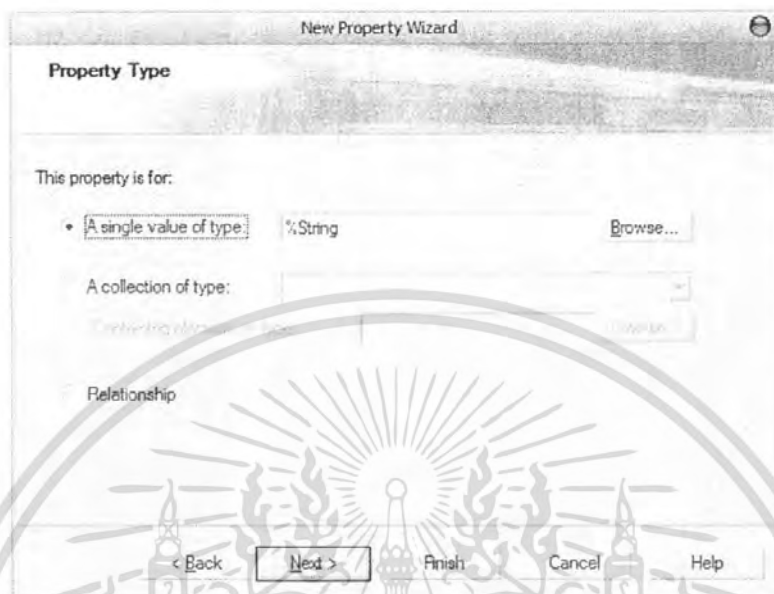 New Property Wizard
Property Type
This property is for:
A single value of type: %String Browse...
A collection of type:
Relationship
< Back Next > Finish Cancel Help